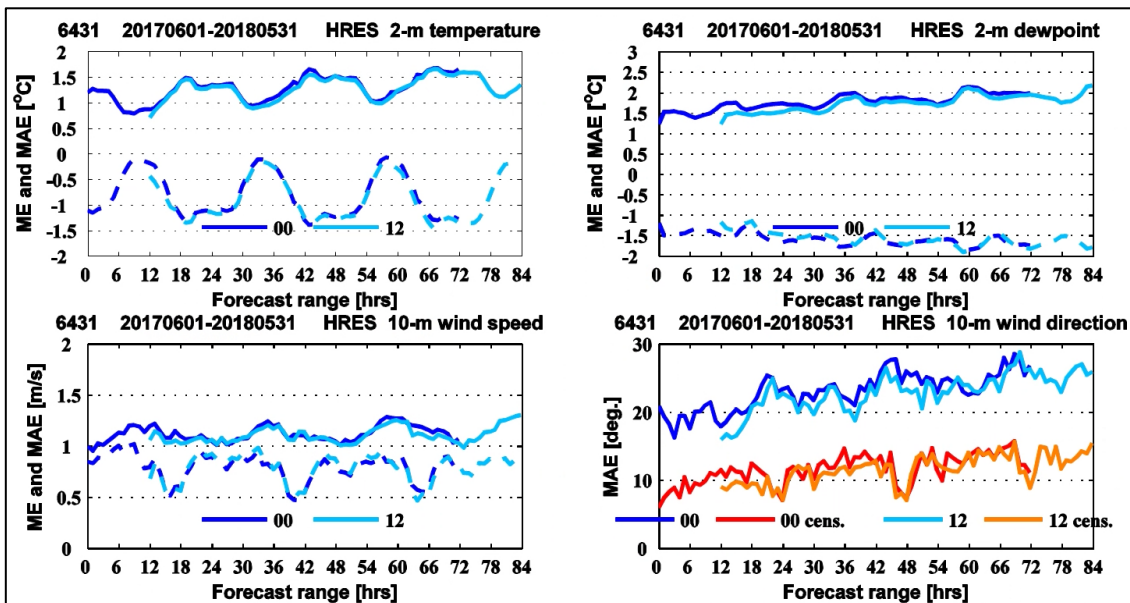 6431 20170601-20180531 HRES 2-m temperature
ME and MAE [°C]
2
1.5
1
0.5
0
-0.5
-1
-1.5
-2
00 12
0 6 12 18 24 30 36 42 48 54 60 66 72 78 84
Forecast range [hrs]
6431 20170601-20180531 HRES 2-m dewpoint
ME and MAE [°C]
3
2.5
2
1.5
1
0.5
0
-0.5
-1
-1.5
-2
00 12
0 6 12 18 24 30 36 42 48 54 60 66 72 78 84
Forecast range [hrs]
6431 20170601-20180531 HRES 10-m wind speed
ME and MAE [m/s]
2
1.5
1
0.5
0
00 12
0 6 12 18 24 30 36 42 48 54 60 66 72 78 84
Forecast range [hrs]
6431 20170601-20180531 HRES 10-m wind direction
MAE [deg.]
30
20
10
0
00 00 cens. 12 12 cens.
0 6 12 18 24 30 36 42 48 54 60 66 72 78 84
Forecast range [hrs]